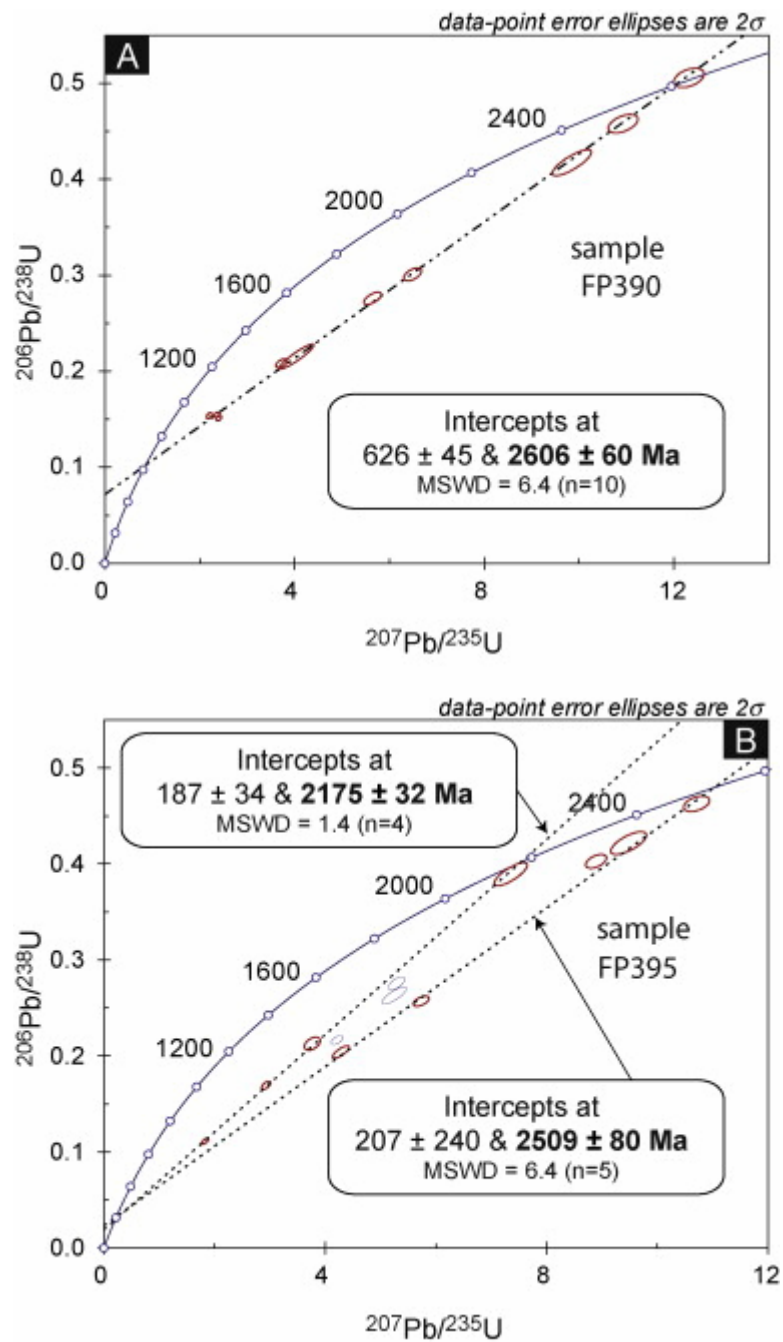 data-point error ellipses are 2σ
A
0.5
0.4
0.3
0.2
0.1
0.0
206Pb/238U
2400
2000
1600
1200
sample
FP390
Intercepts at
626 ± 45 & 2606 ± 60 Ma
MSWD = 6.4 (n=10)
0 4 8 12
207Pb/235U
data-point error ellipses are 2σ
B
Intercepts at
187 ± 34 & 2175 ± 32 Ma
MSWD = 1.4 (n=4)
0.5
0.4
0.3
0.2
0.1
0.0
206Pb/238U
2400
2000
1600
1200
sample
FP395
Intercepts at
207 ± 240 & 2509 ± 80 Ma
MSWD = 6.4 (n=5)
0 4 8 12
207Pb/235U